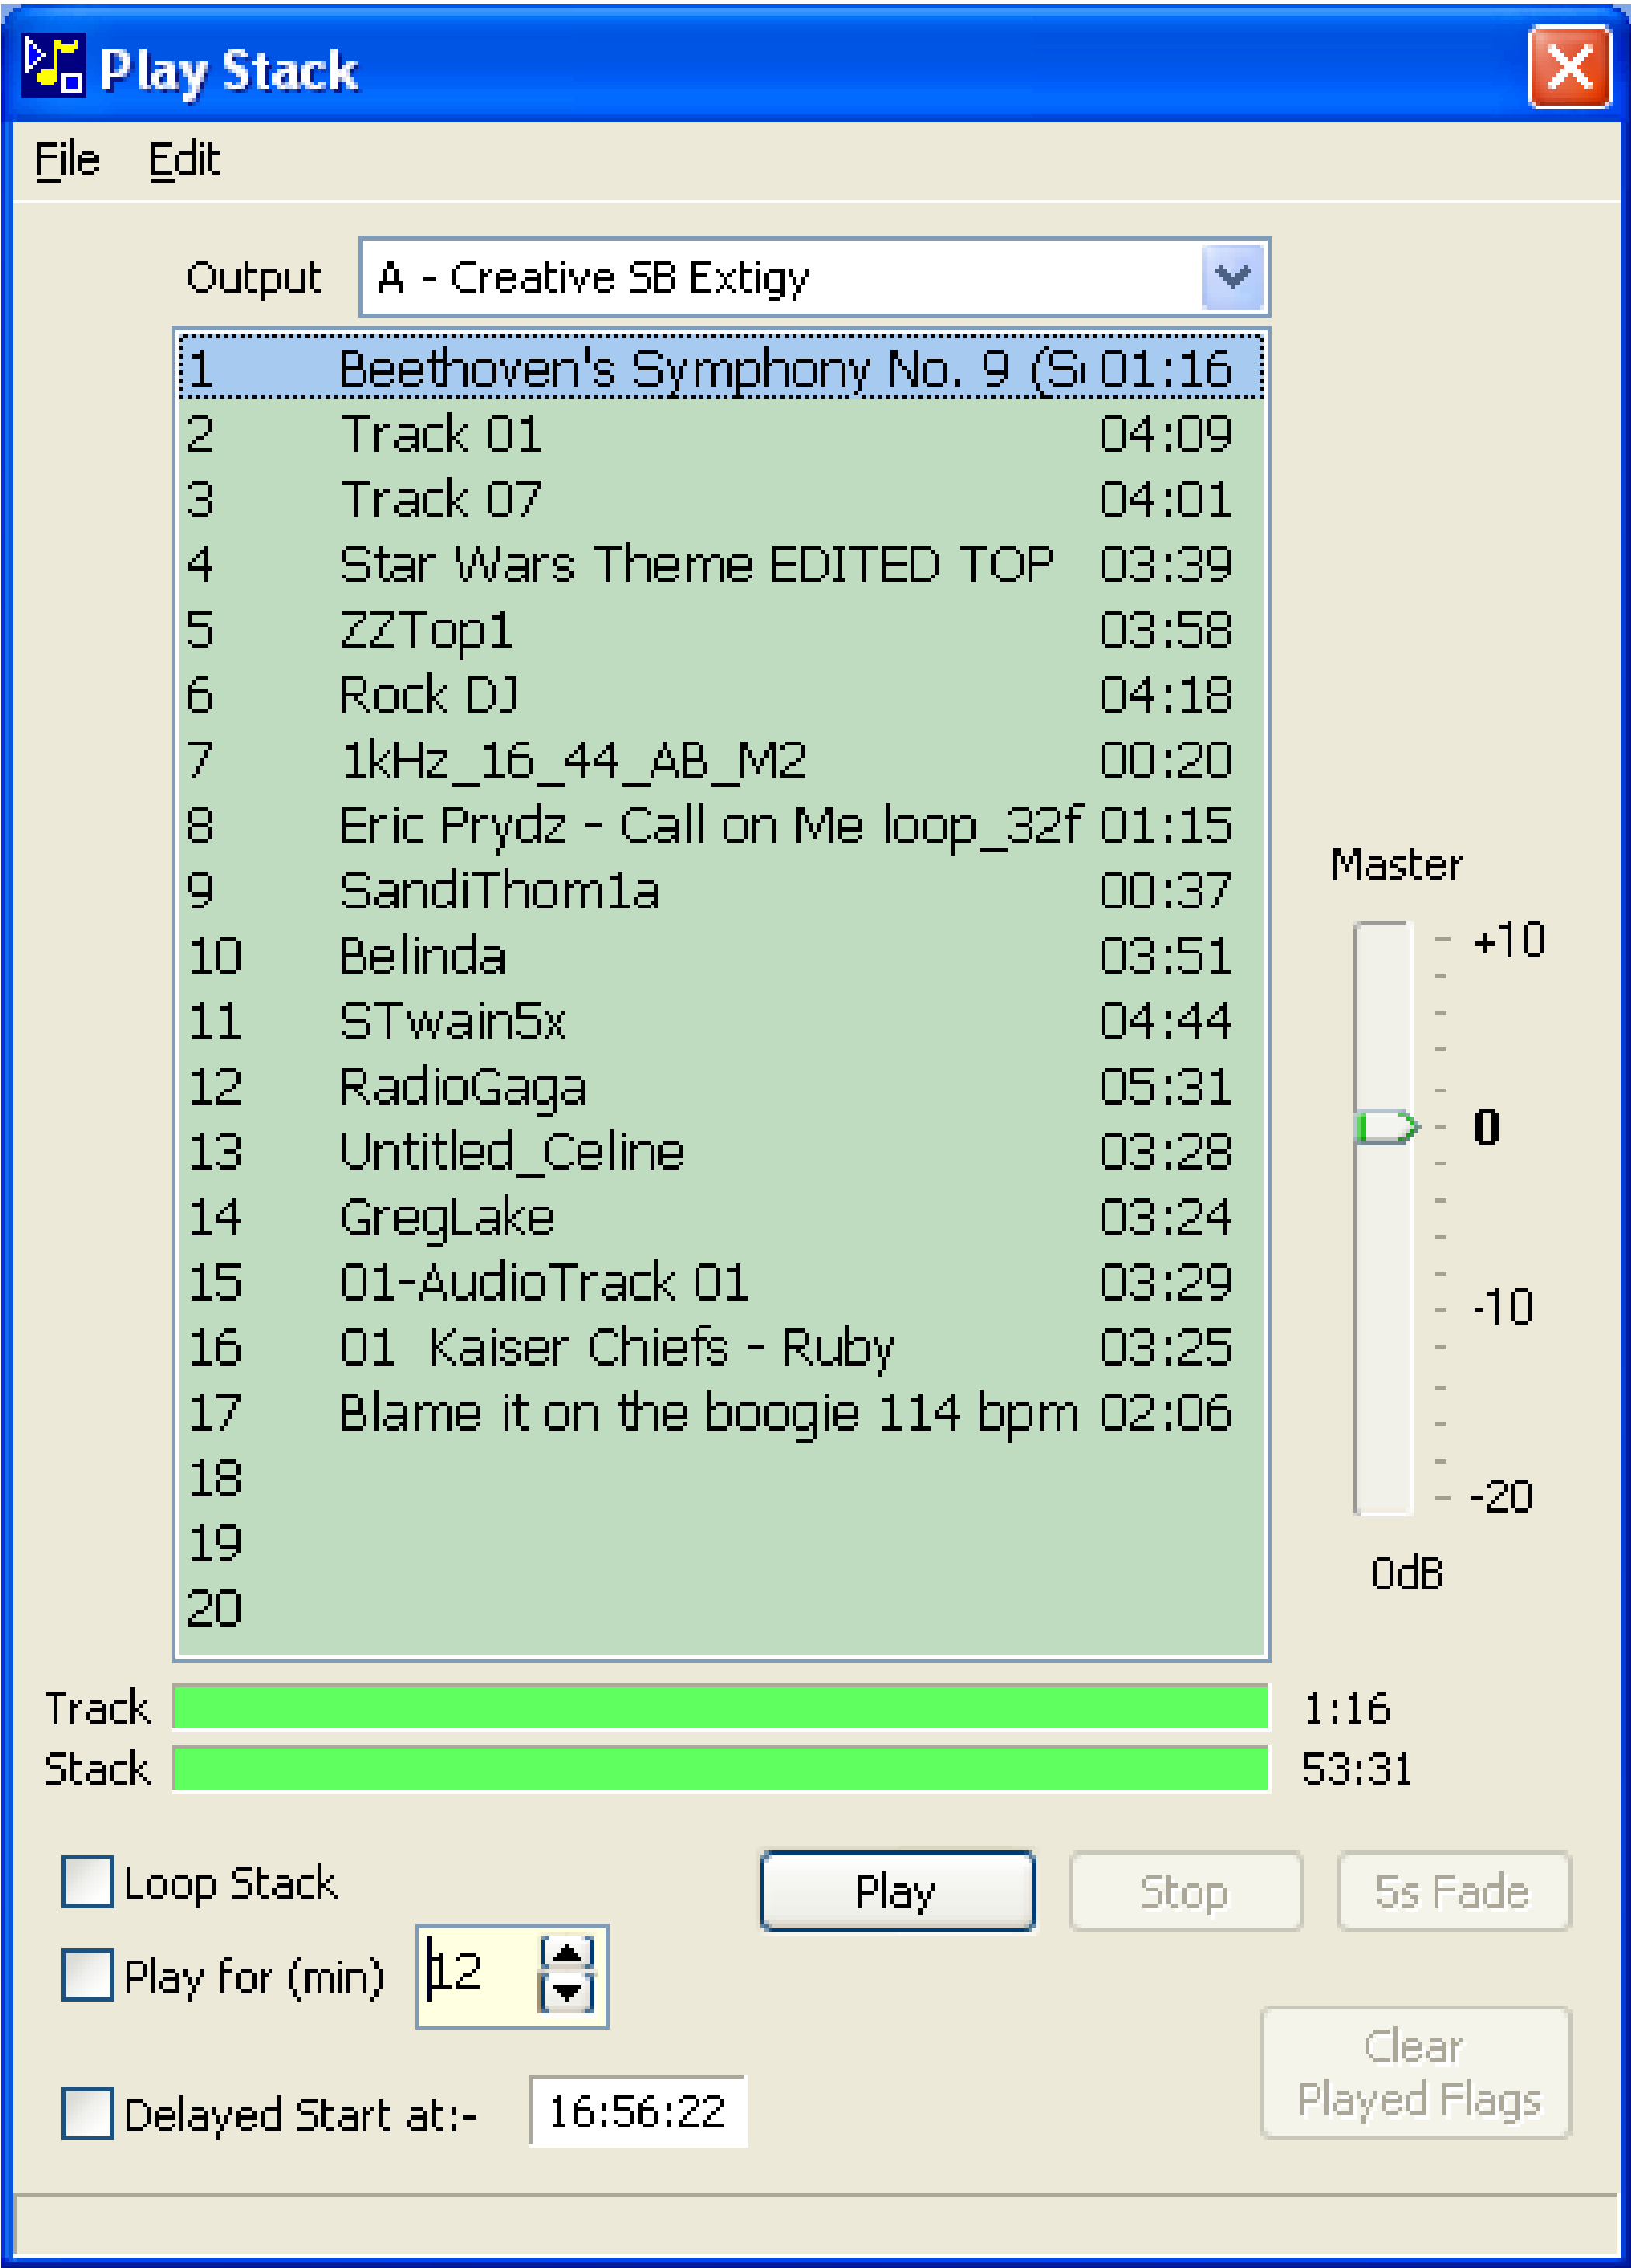 Play Stack
File Edit
Output A - Creative SB Extigy
1 Beethoven's Symphony No. 9 (S 01:16
2 Track 01 04:09
3 Track 07 04:01
4 Star Wars Theme EDITED TOP 03:39
5 ZZTop1 03:58
6 Rock DJ 04:18
7 1kHz_16_44_AB_M2 00:20
8 Eric Prydz - Call on Me loop_32f 01:15
9 SandiThom1a 00:37
10 Belinda 03:51
11 STwain5x 04:44
12 RadioGaga 05:31
13 Untitled_Celine 03:28
14 GregLake 03:24
15 01-AudioTrack 01 03:29
16 01 Kaiser Chiefs - Ruby 03:25
17 Blame it on the boogie 114 bpm 02:06
18
19
20
Master
+10
0
-10
-20
0dB
Track 1:16
Stack 53:31
Loop Stack
Play Stop 5s Fade
Play for (min) 12
Clear
Played Flags
Delayed Start at:- 16:56:22